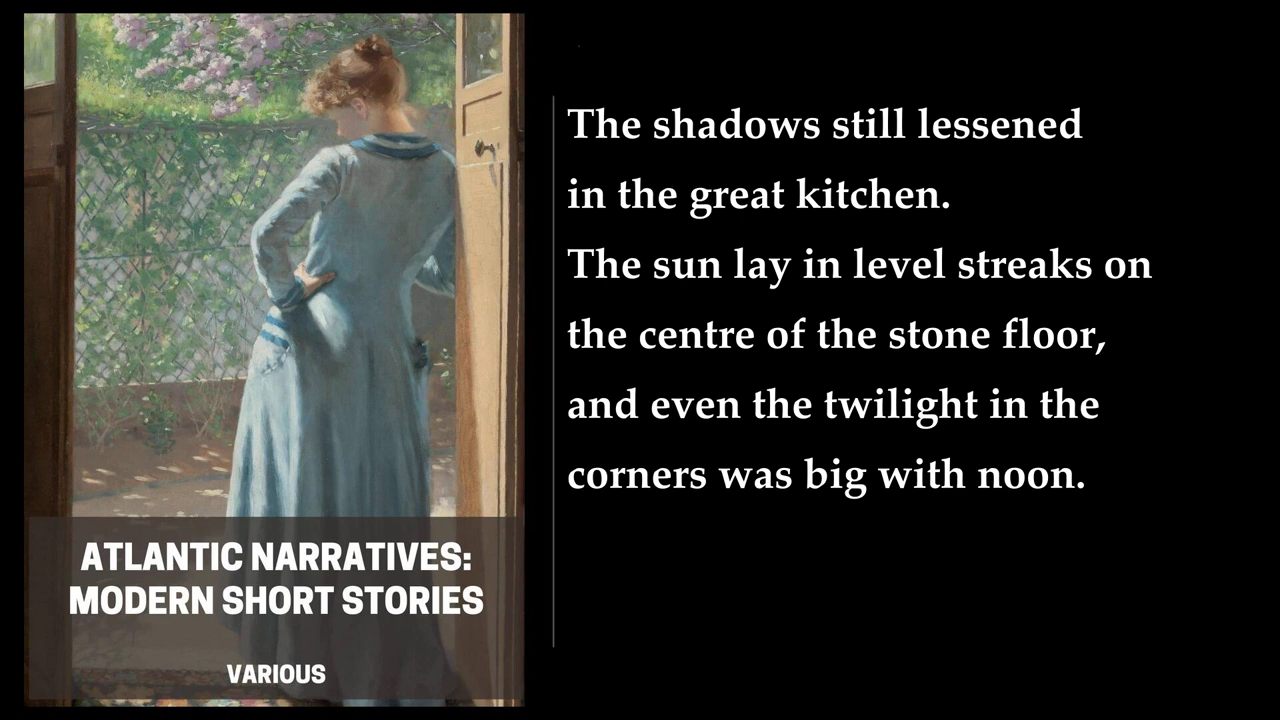 The shadows still lessened
in the great kitchen.
The sun lay in level streaks on
the centre of the stone floor,
and even the twilight in the
corners was big with noon.
ATLANTIC NARRATIVES:
MODERN SHORT STORIES
VARIOUS